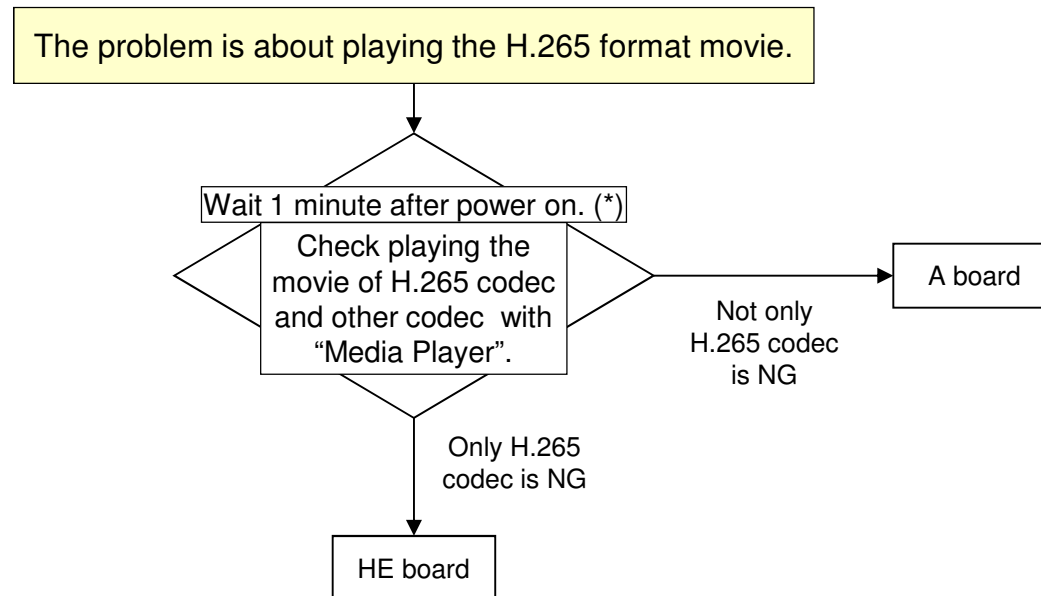 The problem is about playing the H.265 format movie.
Wait 1 minute after power on. (*)
Check playing the
movie of H.265 codec
and other codec with
“Media Player”.
A board
Not only
H.265 codec
is NG
Only H.265
codec is NG
HE board